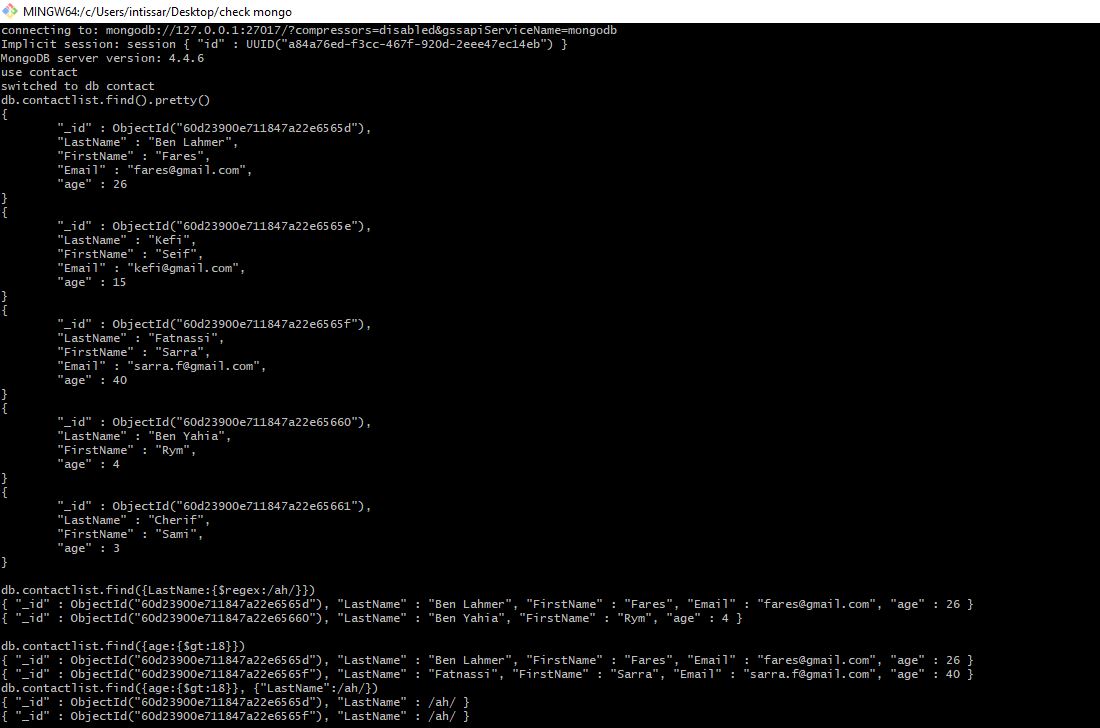 MINGW64:/c/Users/intissar/Desktop/check mongo
connecting to: mongodb://127.0.0.1:27017/?compressors=disabled&gssapiServiceName=mongodb
Implicit session: session { "id" : UUID("a84a76ed-f3cc-467f-920d-2eee47ec14eb") }
MongoDB server version: 4.4.6
use contact
switched to db contact
db.contactlist.find().pretty()
{
        "_id" : ObjectId("60d23900e711847a22e6565d"),
        "LastName" : "Ben Lahmer",
        "FirstName" : "Fares",
        "Email" : "fares@gmail.com",
        "age" : 26
}
{
        "_id" : ObjectId("60d23900e711847a22e6565e"),
        "LastName" : "Kefi",
        "FirstName" : "Seif",
        "Email" : "kefi@gmail.com",
        "age" : 15
}
{
        "_id" : ObjectId("60d23900e711847a22e6565f"),
        "LastName" : "Fatnassi",
        "FirstName" : "Sarra",
        "Email" : "sarra.f@gmail.com",
        "age" : 40
}
{
        "_id" : ObjectId("60d23900e711847a22e65660"),
        "LastName" : "Ben Yahia",
        "FirstName" : "Rym",
        "age" : 4
}
{
        "_id" : ObjectId("60d23900e711847a22e65661"),
        "LastName" : "Cherif",
        "FirstName" : "Sami",
        "age" : 3
}
db.contactlist.find({LastName:{$regex:/ah/}})
{ "_id" : ObjectId("60d23900e711847a22e6565d"), "LastName" : "Ben Lahmer", "FirstName" : "Fares", "Email" : "fares@gmail.com", "age" : 26 }
{ "_id" : ObjectId("60d23900e711847a22e65660"), "LastName" : "Ben Yahia", "FirstName" : "Rym", "age" : 4 }
db.contactlist.find({age:{$gt:18}})
{ "_id" : ObjectId("60d23900e711847a22e6565d"), "LastName" : "Ben Lahmer", "FirstName" : "Fares", "Email" : "fares@gmail.com", "age" : 26 }
{ "_id" : ObjectId("60d23900e711847a22e6565f"), "LastName" : "Fatnassi", "FirstName" : "Sarra", "Email" : "sarra.f@gmail.com", "age" : 40 }
db.contactlist.find({age:{$gt:18}}, {"LastName":/ah/})
{ "_id" : ObjectId("60d23900e711847a22e6565d"), "LastName" : /ah/ }
{ "_id" : ObjectId("60d23900e711847a22e6565f"), "LastName" : /ah/ }